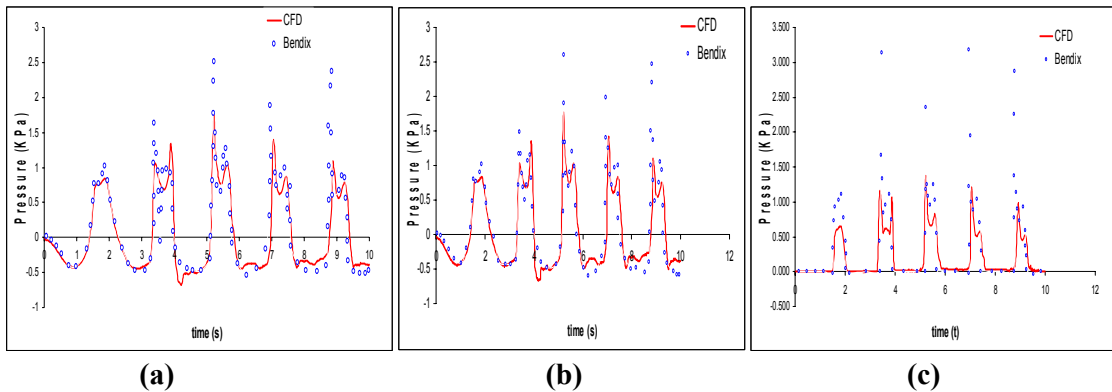 3
2.5
2
1.5
1
0.5
0
-0.5
-1
Pressure (KPa)
0 1 2 3 4 5 6 7 8 9 10
time (s)
CFD
Bendix
(a)
3
2.5
2
1.5
1
0.5
0
-0.5
-1
Pressure (KPa)
0 2 4 6 8 10 12
time (s)
CFD
Bendix
(b)
3.500
3.000
2.500
2.000
1.500
1.000
0.500
0.000
-0.500
Pressure (KPa)
0 2 4 6 8 10 12
time (t)
CFD
Bendix
(c)